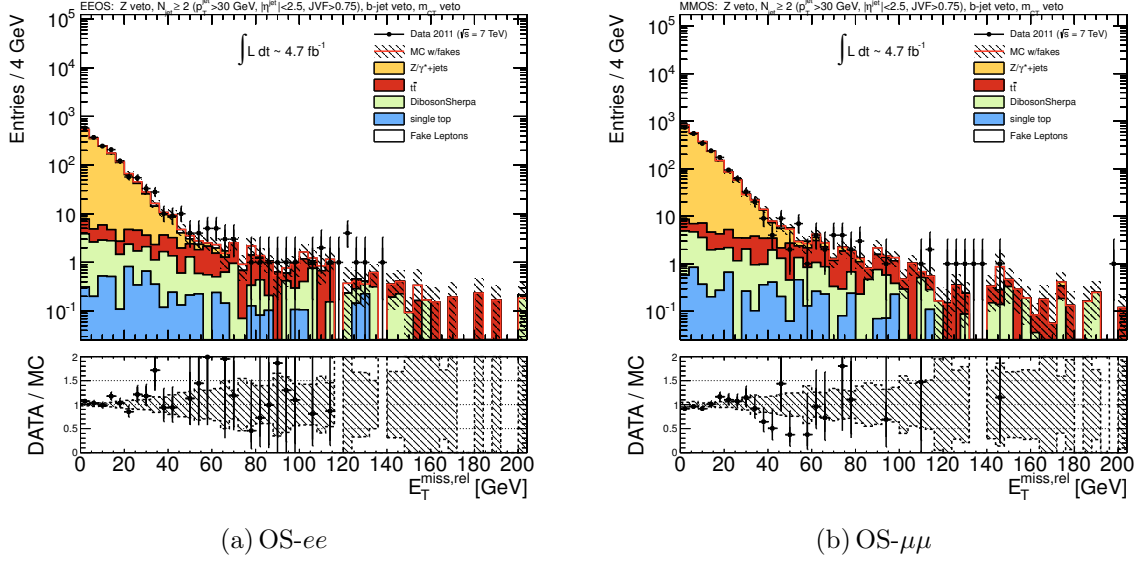 EEOS: Z veto, N_jet ≥ 2 (p_T^jet>30 GeV, |η^jet|<2.5, JVF>0.75), b-jet veto, m_CT veto
Entries / 4 GeV
10^7
10^6
10^5
10^4
10^3
10^2
10
1
10^-1
∫L dt ~ 4.7 fb^-1
Data 2011 (√s = 7 TeV)
MC w/fakes
Z/γ*+jets
tt̄
DibosonSherpa
single top
Fake Leptons
DATA / MC
2
1.5
1
0.5
0
0 20 40 60 80 100 120 140 160 180 200
E_T^miss,rel [GeV]
(a) OS-ee
MMOS: Z veto, N_jet ≥ 2 (p_T^jet>30 GeV, |η^jet|<2.5, JVF>0.75), b-jet veto, m_CT veto
Entries / 4 GeV
10^7
10^6
10^5
10^4
10^3
10^2
10
1
10^-1
∫L dt ~ 4.7 fb^-1
Data 2011 (√s = 7 TeV)
MC w/fakes
Z/γ*+jets
tt̄
DibosonSherpa
single top
Fake Leptons
DATA / MC
2
1.5
1
0.5
0
0 20 40 60 80 100 120 140 160 180 200
E_T^miss,rel [GeV]
(b) OS-μμ